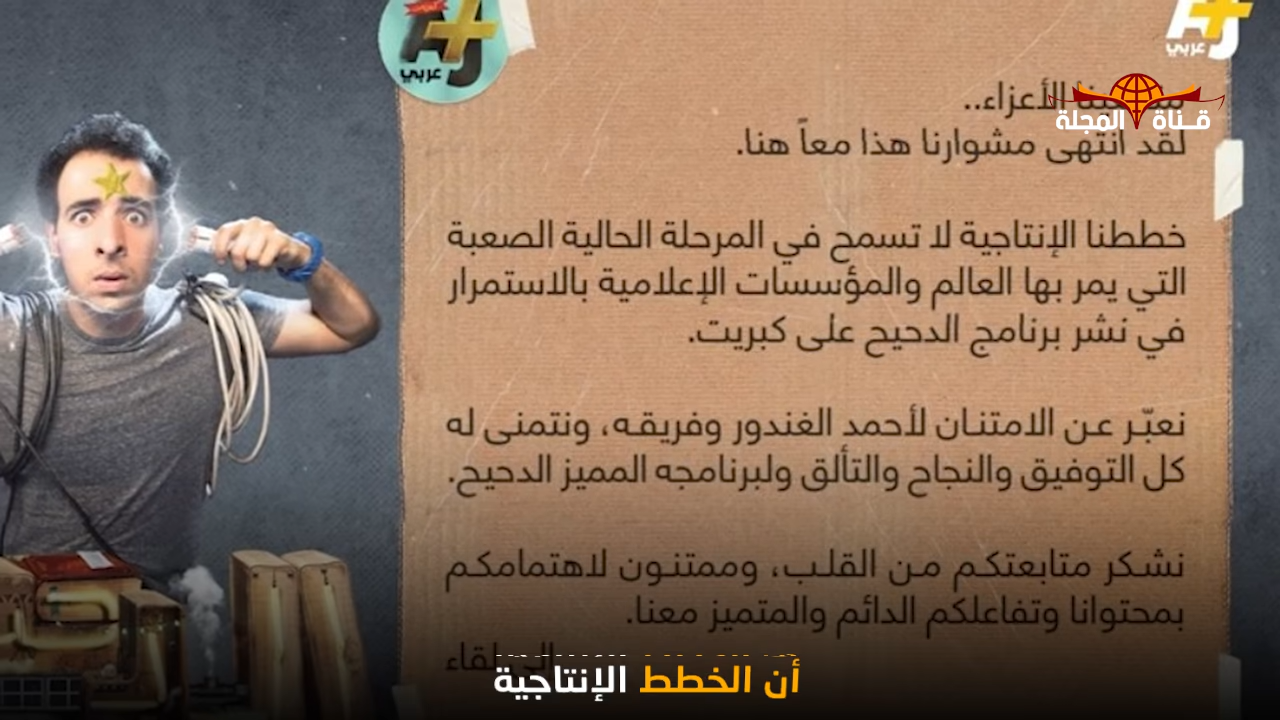 عربي
عربي
قناة المجلة
الأعزاء..
لقد انتهى مشوارنا هذا معاً هنا.
خططنا الإنتاجية لا تسمح في المرحلة الحالية الصعبة
التي يمر بها العالم والمؤسسات الإعلامية بالاستمرار
في نشر برنامج الدحيح على كبريت.
نعبّر عن الامتنان لأحمد الغندور وفريقه، ونتمنى له
كل التوفيق والنجاح والتألق ولبرنامجه المميز الدحيح.
نشكر متابعتكم من القلب، وممتنون لاهتمامكم
بمحتوانا وتفاعلكم الدائم والمتميز معنا.
لقاء
أن الخطط الإنتاجية